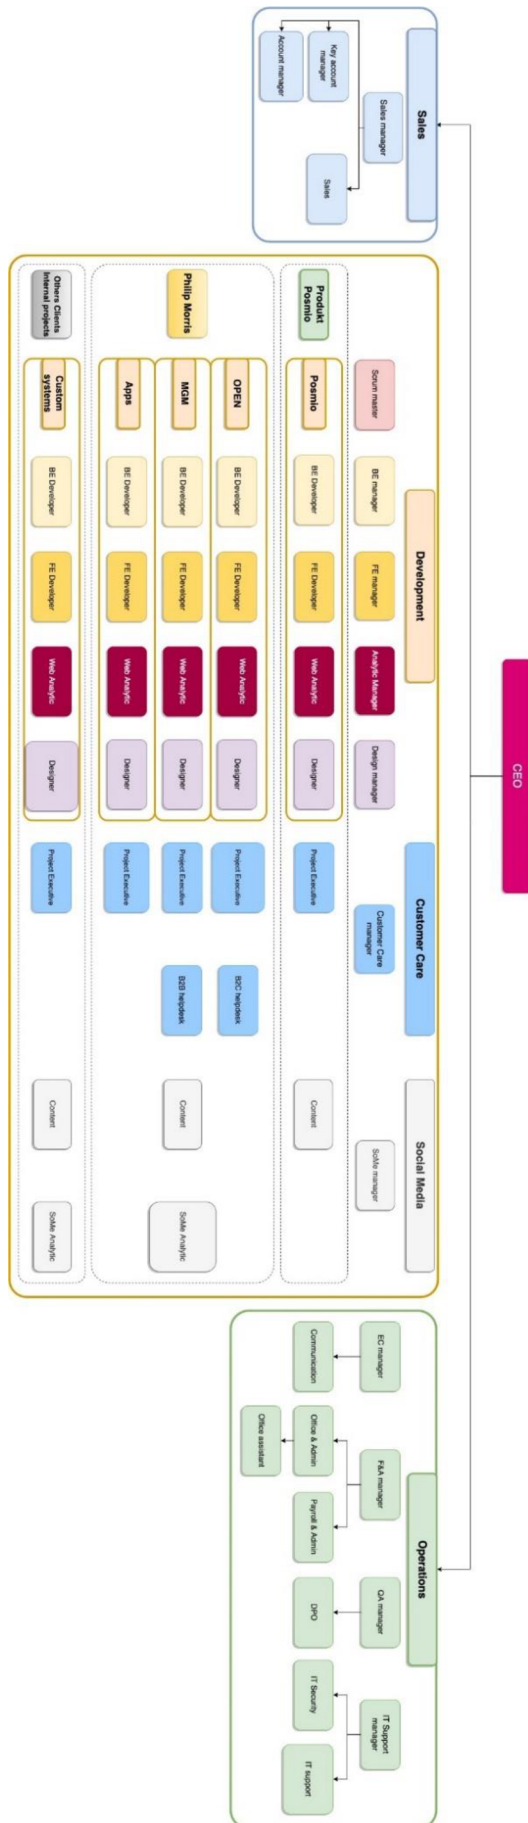 CEO
Sales
Sales manager
Key account
manager
Account manager
Sales
Development
Customer Care
Social Media
Scrum master
BE manager
FE manager
Analytic Manager
Design manager
Customer Care
manager
SoMe manager
Produkt
Posmio
Posmio
BE Developer
FE Developer
Web Analytic
Designer
Project Executive
Content
Philip Morris
OPEN
BE Developer
FE Developer
Web Analytic
Designer
Project Executive
B2C helpdesk
MGM
BE Developer
FE Developer
Web Analytic
Designer
Project Executive
B2B helpdesk
Content
SoMe Analytic
Apps
BE Developer
FE Developer
Web Analytic
Designer
Project Executive
Others Clients
Internal projects
Custom
systems
BE Developer
FE Developer
Web Analytic
Designer
Project Executive
Content
SoMe Analytic
Operations
EC manager
F&A manager
QA manager
IT Support
manager
Communication
Office & Admin
Payroll & Admin
DPO
IT Security
IT support
Office assistant